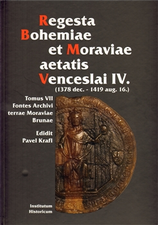 Regesta
Bohemiae
et Moraviae
aetatis
Venceslai IV.
(1378 dec. - 1419 aug. 16.)
Tomus VII
Fontes Archivi
terrae Moraviae
Brunae
Edidit
Pavel Krafl
Institutum
Historicum